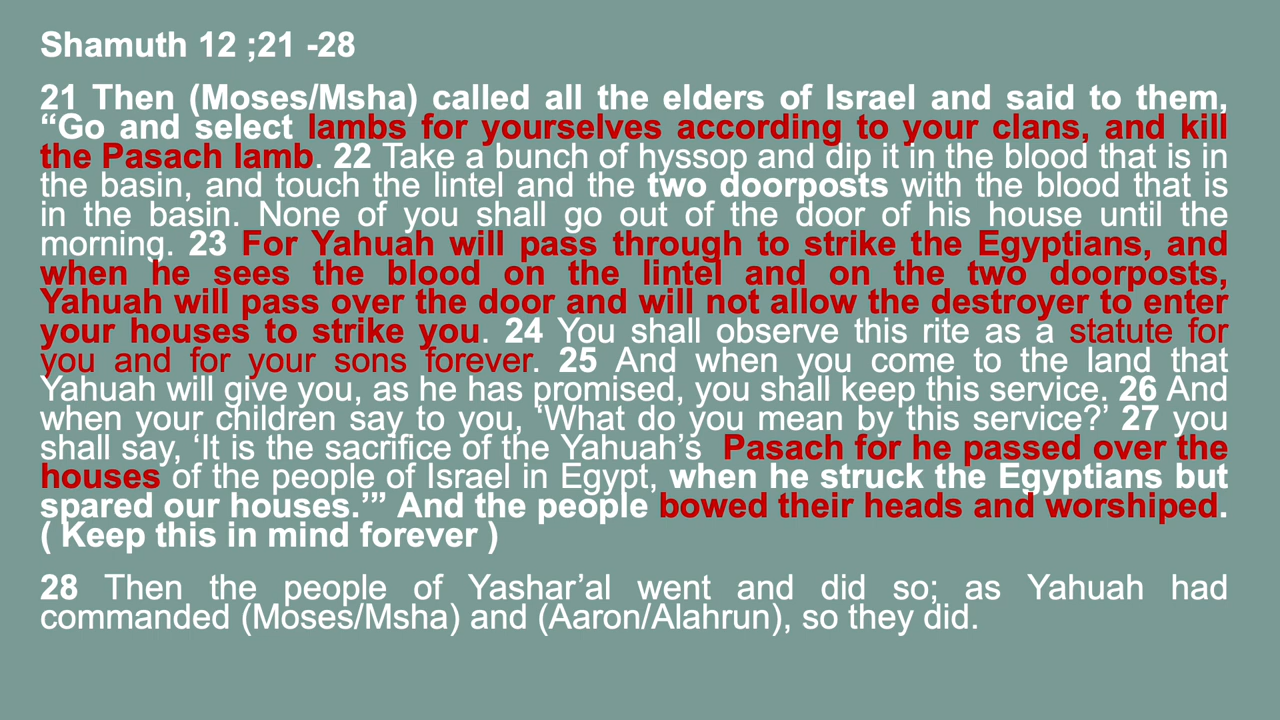 Shamuth 12 ;21 -28
21 Then (Moses/Msha) called all the elders of Israel and said to them,
“Go and select lambs for yourselves according to your clans, and kill
the Pasach lamb. 22 Take a bunch of hyssop and dip it in the blood that is in
the basin, and touch the lintel and the two doorposts with the blood that is
in the basin. None of you shall go out of the door of his house until the
morning. 23 For Yahuah will pass through to strike the Egyptians, and
when he sees the blood on the lintel and on the two doorposts,
Yahuah will pass over the door and will not allow the destroyer to enter
your houses to strike you. 24 You shall observe this rite as a statute for
you and for your sons forever. 25 And when you come to the land that
Yahuah will give you, as he has promised, you shall keep this service. 26 And
when your children say to you, ‘What do you mean by this service?’ 27 you
shall say, ‘It is the sacrifice of the Yahuah’s Pasach for he passed over the
houses of the people of Israel in Egypt, when he struck the Egyptians but
spared our houses.’” And the people bowed their heads and worshiped.
( Keep this in mind forever )
28 Then the people of Yashar’al went and did so; as Yahuah had
commanded (Moses/Msha) and (Aaron/Alahrun), so they did.